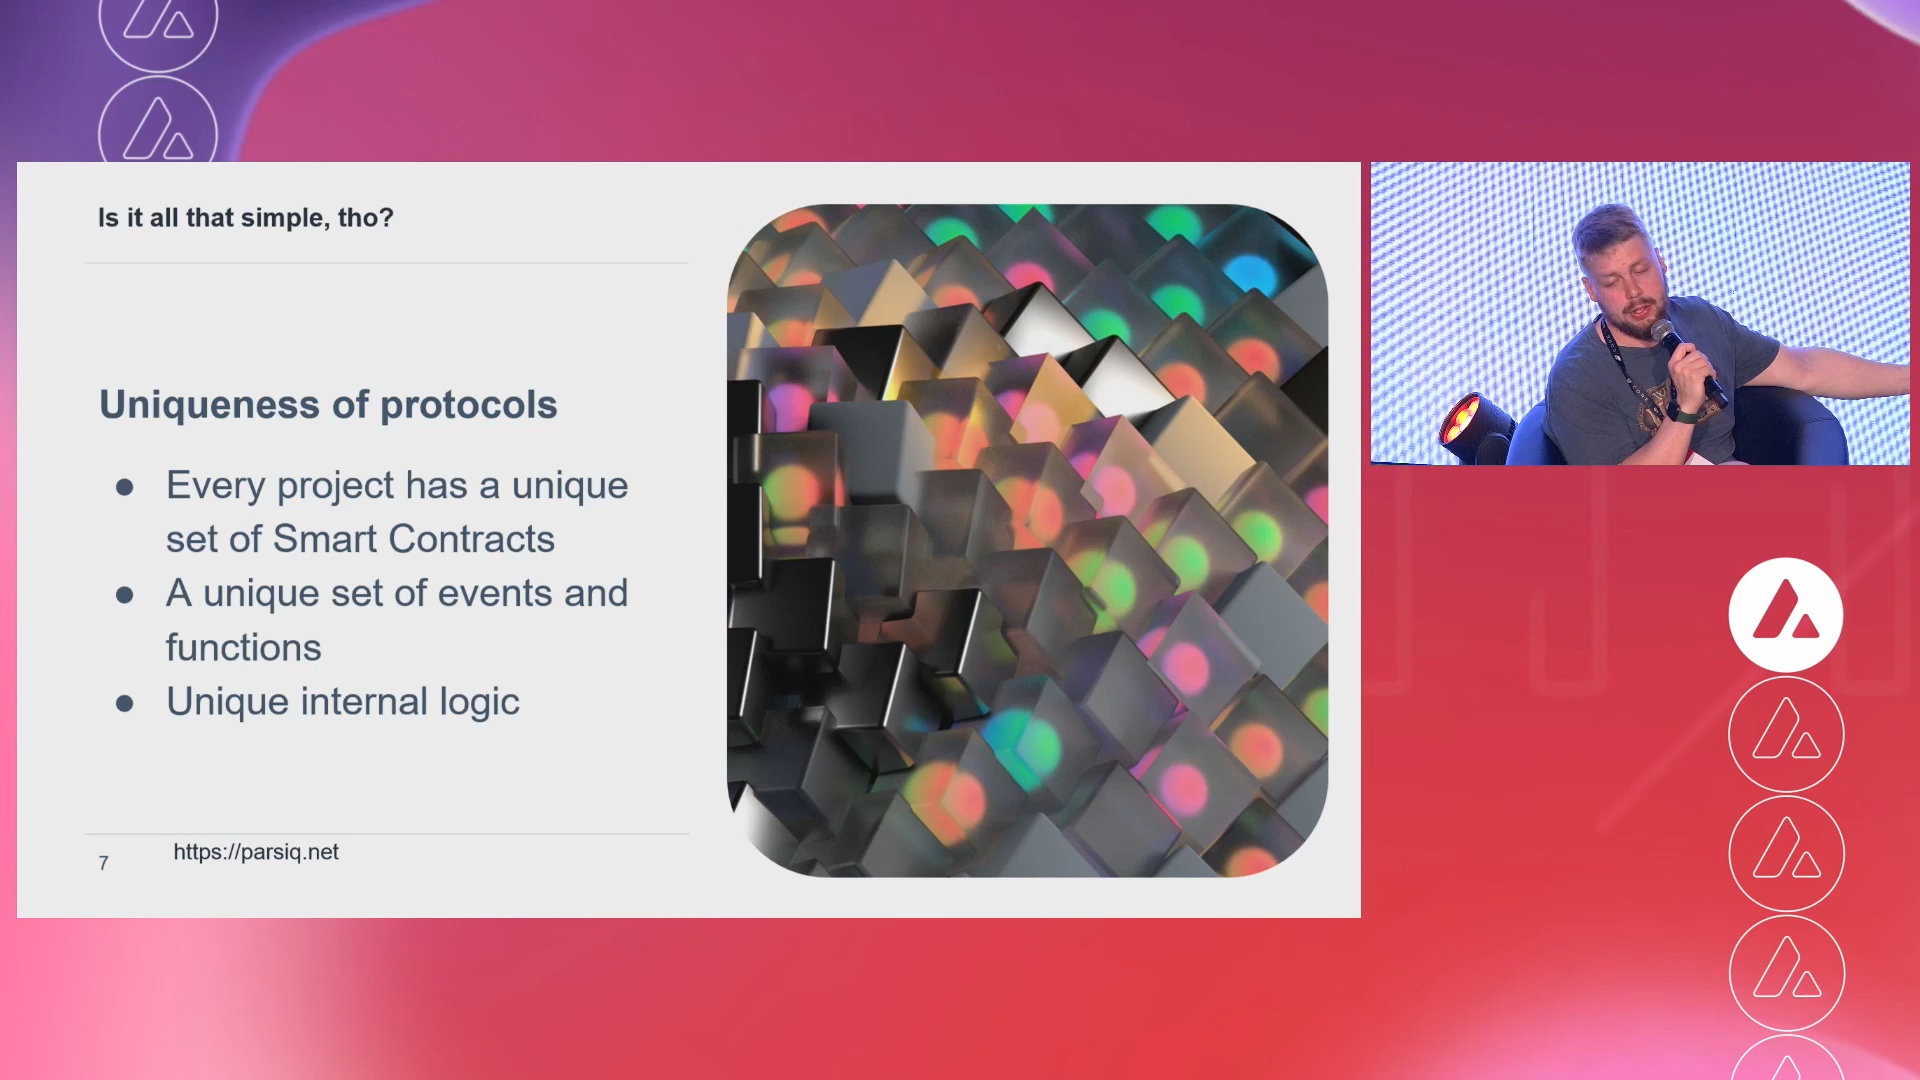 Is it all that simple, tho?
Uniqueness of protocols
● Every project has a unique
set of Smart Contracts
● A unique set of events and
functions
● Unique internal logic
7
https://parsiq.net